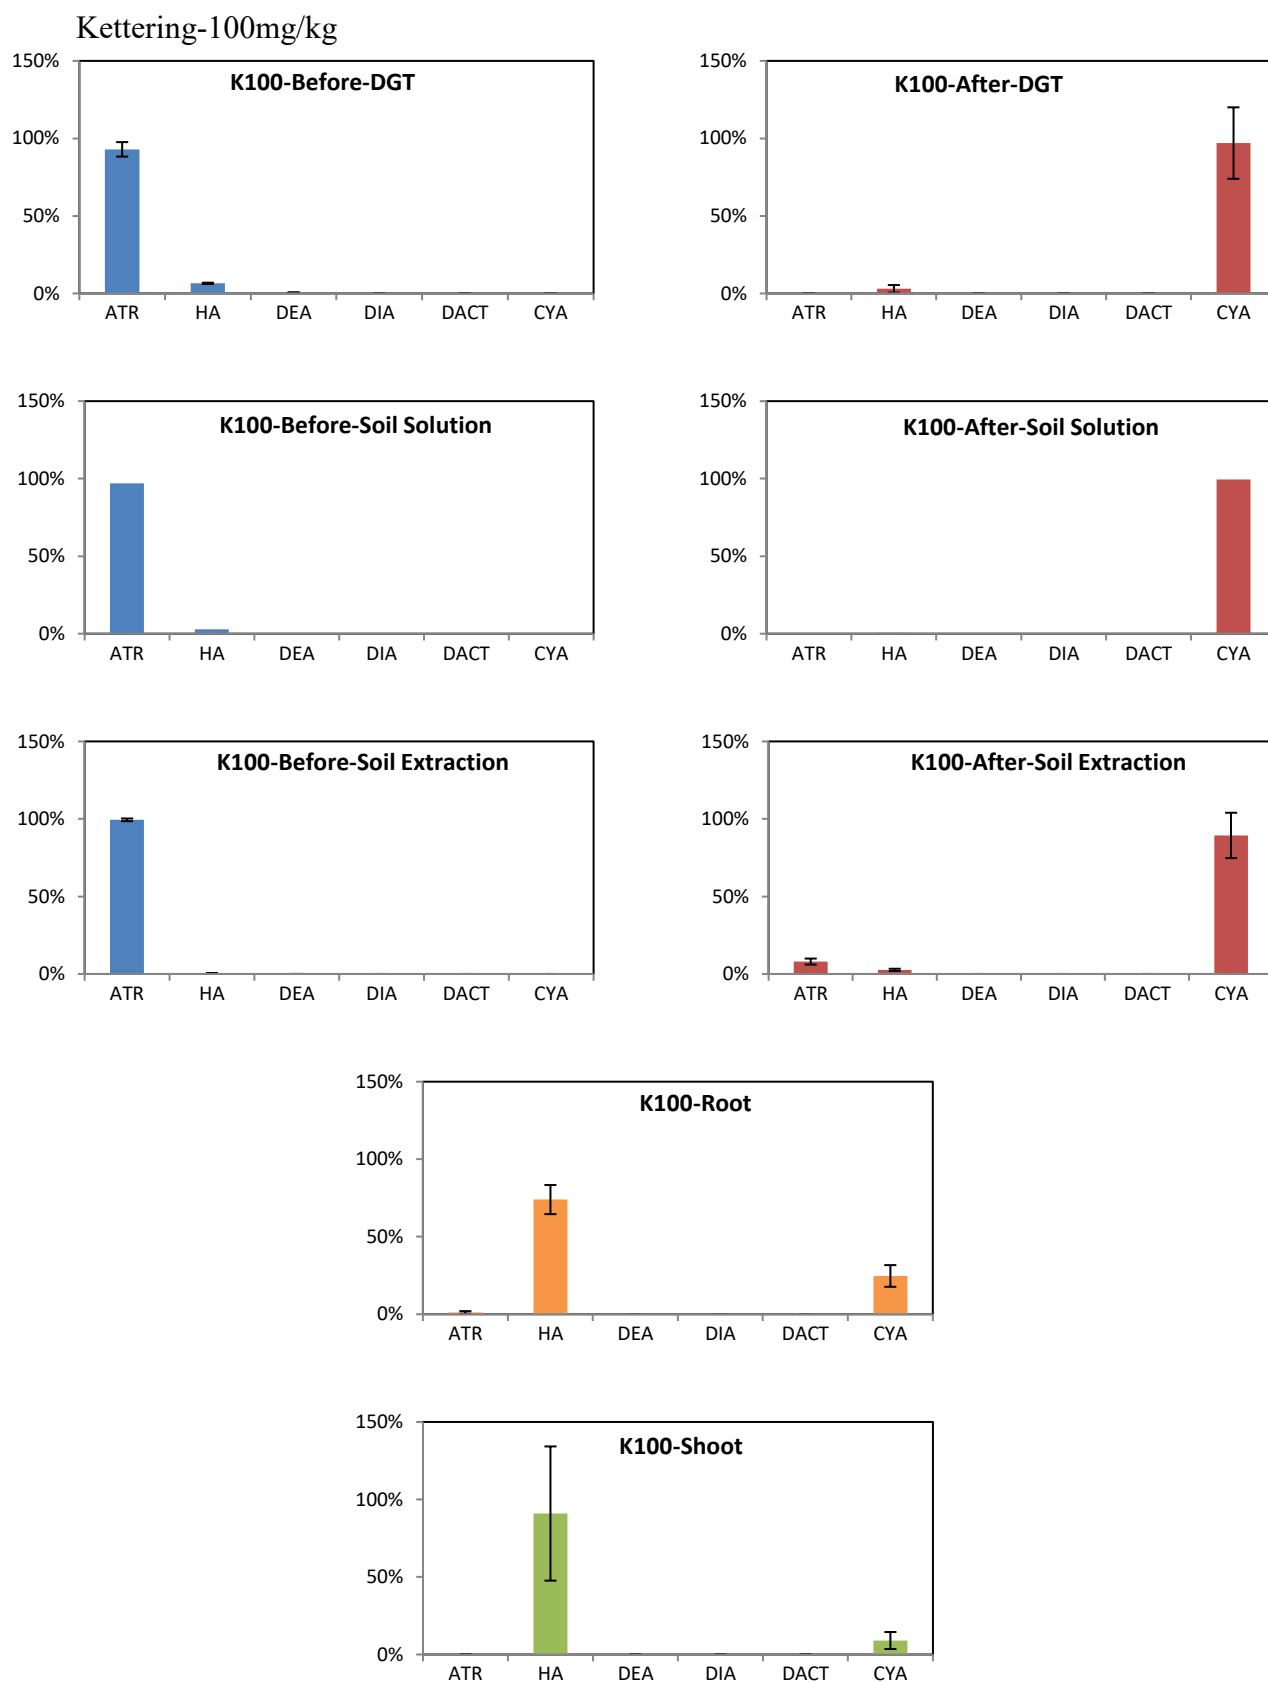 Kettering-100mg/kg
K100-Before-DGT
150%
100%
50%
0%
ATR HA DEA DIA DACT CYA
K100-After-DGT
150%
100%
50%
0%
ATR HA DEA DIA DACT CYA
K100-Before-Soil Solution
150%
100%
50%
0%
ATR HA DEA DIA DACT CYA
K100-After-Soil Solution
150%
100%
50%
0%
ATR HA DEA DIA DACT CYA
K100-Before-Soil Extraction
150%
100%
50%
0%
ATR HA DEA DIA DACT CYA
K100-After-Soil Extraction
150%
100%
50%
0%
ATR HA DEA DIA DACT CYA
K100-Root
150%
100%
50%
0%
ATR HA DEA DIA DACT CYA
K100-Shoot
150%
100%
50%
0%
ATR HA DEA DIA DACT CYA